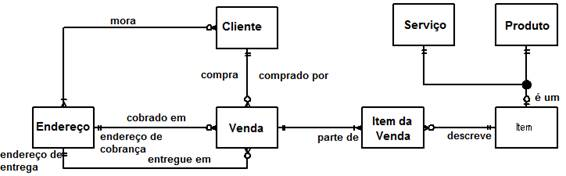 mora
Cliente
Serviço
Produto
compra
comprado por
é um
Endereço
cobrado em
endereço de
cobrança
Venda
parte de
Item da
Venda
descreve
Item
endereço de
entrega
entregue em